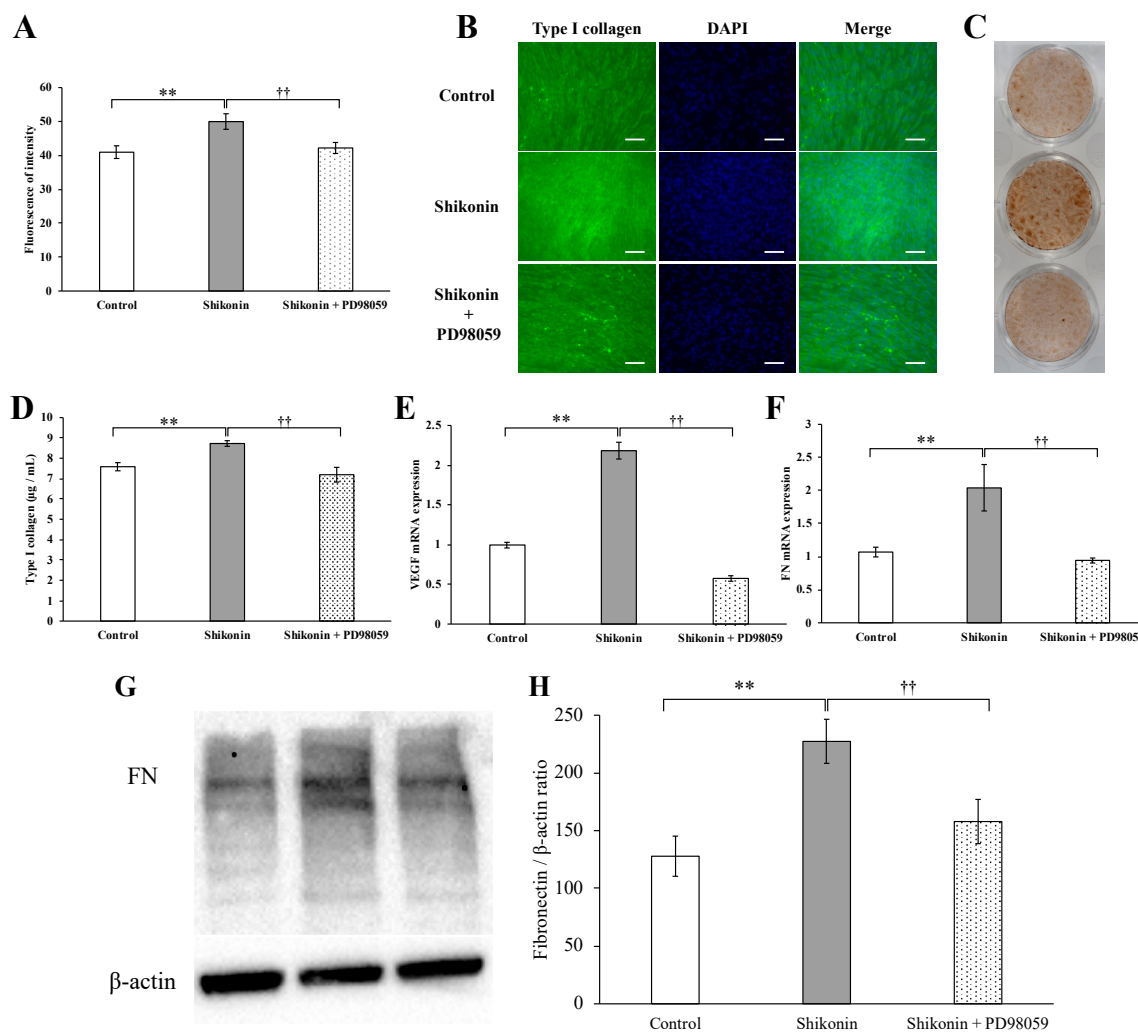 A
Fluorescence of intensity
60
50
40
30
20
10
0
**
††
Control
Shikonin
Shikonin + PD98059
B
Type I collagen
DAPI
Merge
Control
Shikonin
Shikonin
+
PD98059
C
D
Type I collagen (μg / mL)
10
9
8
7
6
5
4
3
2
1
0
**
††
Control
Shikonin
Shikonin + PD98059
E
VEGF mRNA expression
2.5
2
1.5
1
0.5
0
**
††
Control
Shikonin
Shikonin + PD98059
F
FN mRNA expression
3
2.5
2
1.5
1
0.5
0
**
††
Control
Shikonin
Shikonin + PD9805
G
FN
β-actin
H
Fibronectin / β-actin ratio
250
200
150
100
50
0
**
††
Control
Shikonin
Shikonin + PD98059